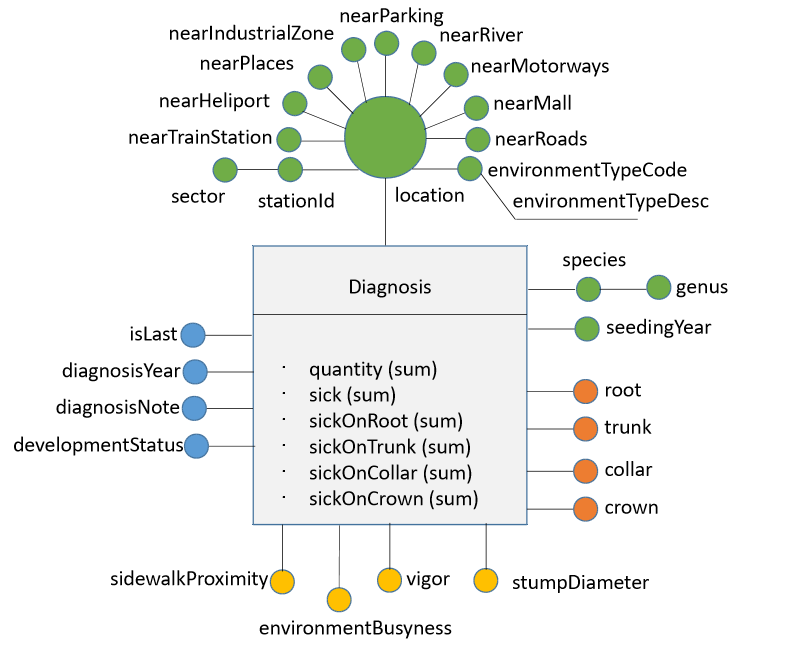 nearParking
nearIndustrialZone
nearRiver
nearPlaces
nearMotorways
nearHeliport
nearMall
nearTrainStation
nearRoads
environmentTypeCode
sector
stationId
location
environmentTypeDesc
species
Diagnosis
genus
isLast
seedingYear
diagnosisYear
· quantity (sum)
· sick (sum)
root
diagnosisNote
· sickOnRoot (sum)
trunk
developmentStatus
· sickOnTrunk (sum)
· sickOnCollar (sum)
collar
· sickOnCrown (sum)
crown
sidewalkProximity
vigor
stumpDiameter
environmentBusyness